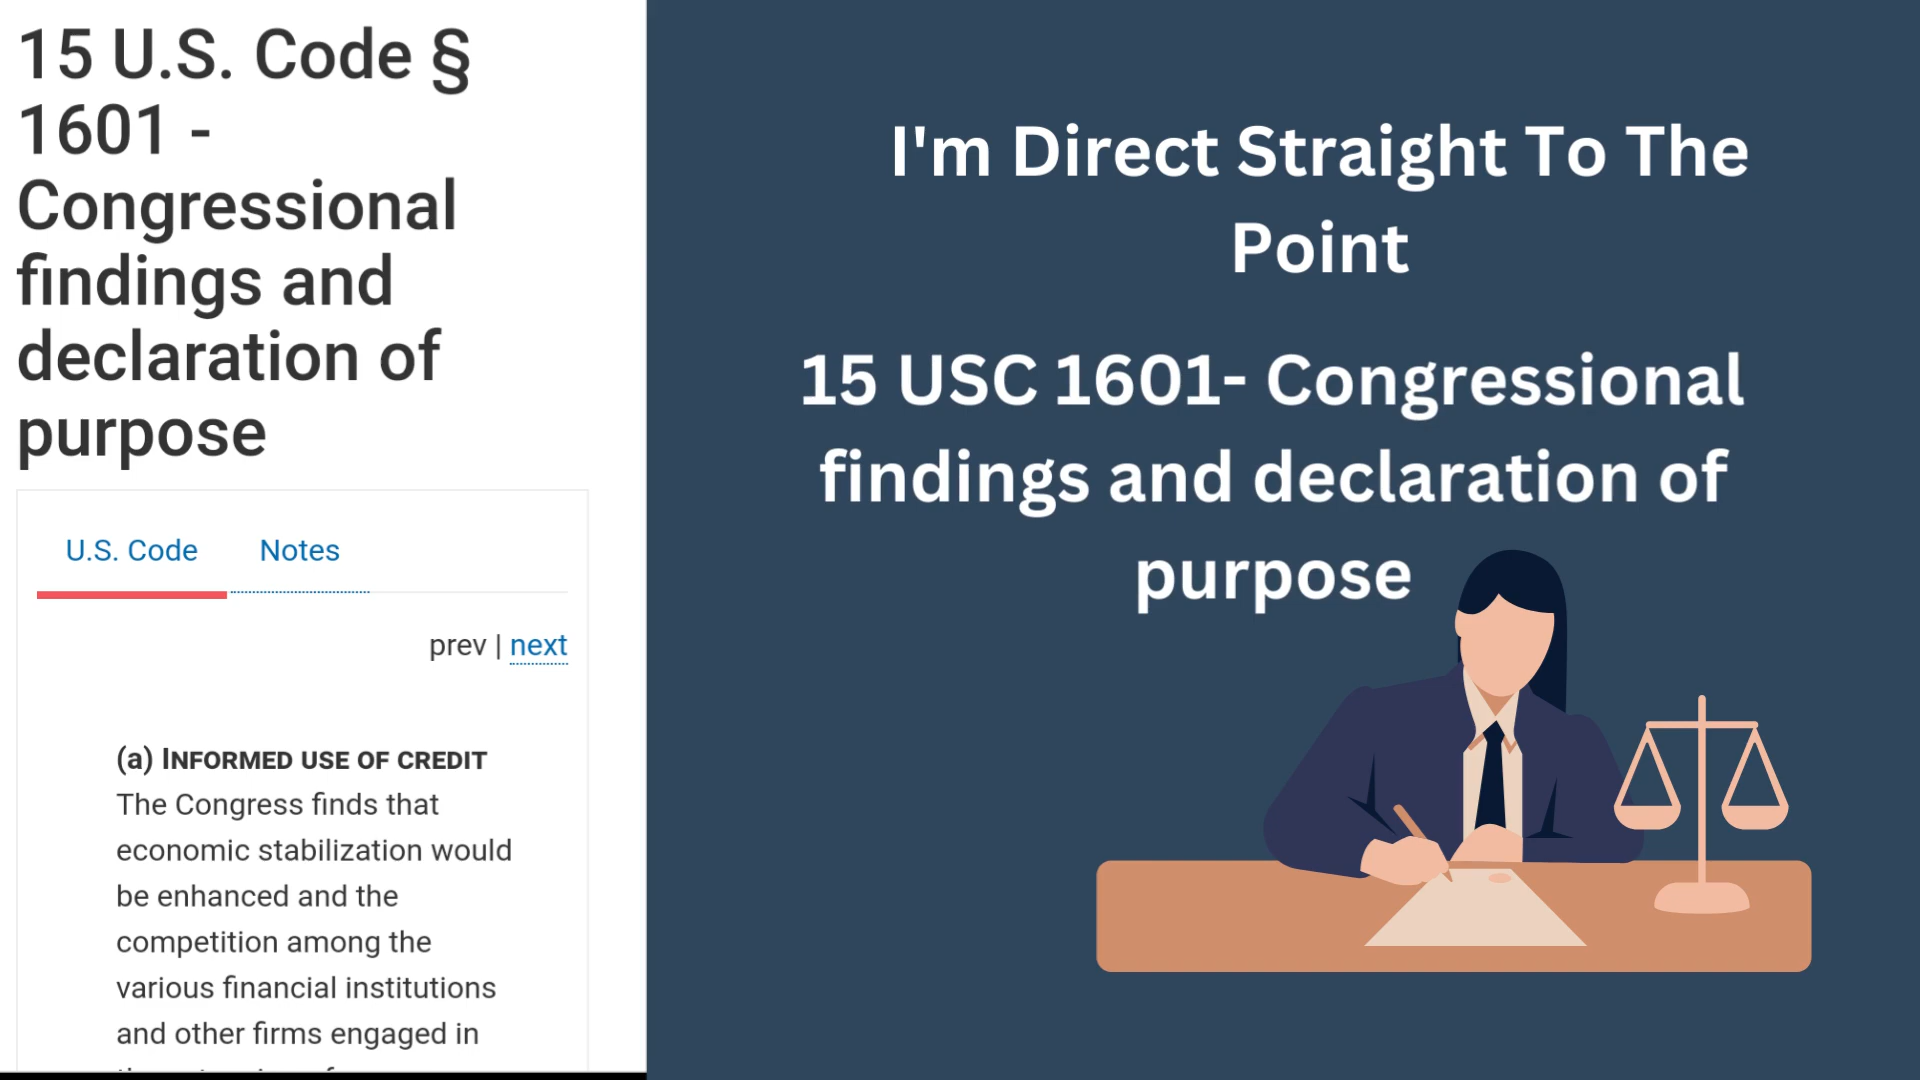 15 U.S. Code §
1601 -
Congressional
findings and
declaration of
purpose
U.S. Code Notes
prev | next
(a) INFORMED USE OF CREDIT
The Congress finds that
economic stabilization would
be enhanced and the
competition among the
various financial institutions
and other firms engaged in
I'm Direct Straight To The
Point
15 USC 1601- Congressional
findings and declaration of
purpose